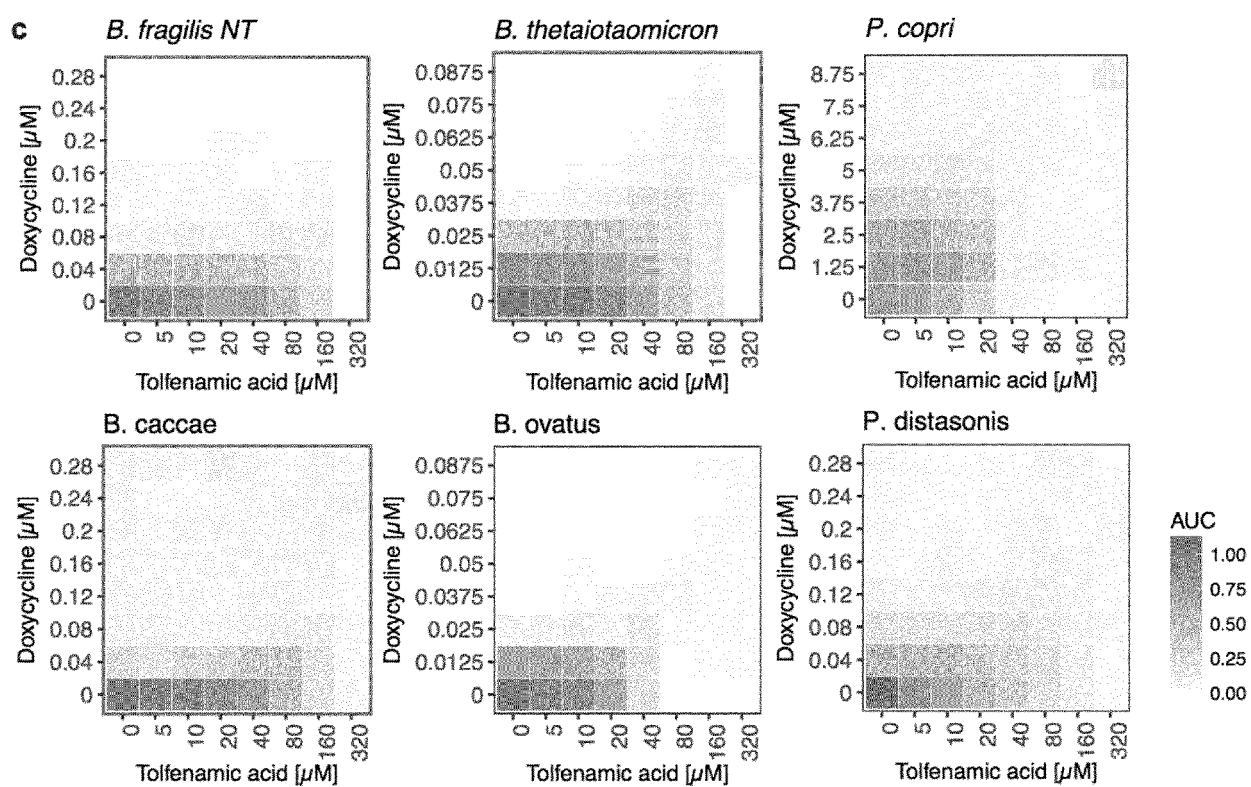 c
B. fragilis NT
B. thetaiotaomicron
P. copri
Doxycycline [µM]
0.28
0.24
0.2
0.16
0.12
0.08
0.04
0
0 5 10 20 40 80 160 320
Tolfenamic acid [µM]
Doxycycline [µM]
0.0875
0.075
0.0625
0.05
0.0375
0.025
0.0125
0
0 5 10 20 40 80 160 320
Tolfenamic acid [µM]
Doxycycline [µM]
8.75
7.5
6.25
5
3.75
2.5
1.25
0
0 5 10 20 40 80 160 320
Tolfenamic acid [µM]
B. caccae
B. ovatus
P. distasonis
Doxycycline [µM]
0.28
0.24
0.2
0.16
0.12
0.08
0.04
0
0 5 10 20 40 80 160 320
Tolfenamic acid [µM]
Doxycycline [µM]
0.0875
0.075
0.0625
0.05
0.0375
0.025
0.0125
0
0 5 10 20 40 80 160 320
Tolfenamic acid [µM]
Doxycycline [µM]
0.28
0.24
0.2
0.16
0.12
0.08
0.04
0
0 5 10 20 40 80 160 320
Tolfenamic acid [µM]
AUC
1.00
0.75
0.50
0.25
0.00